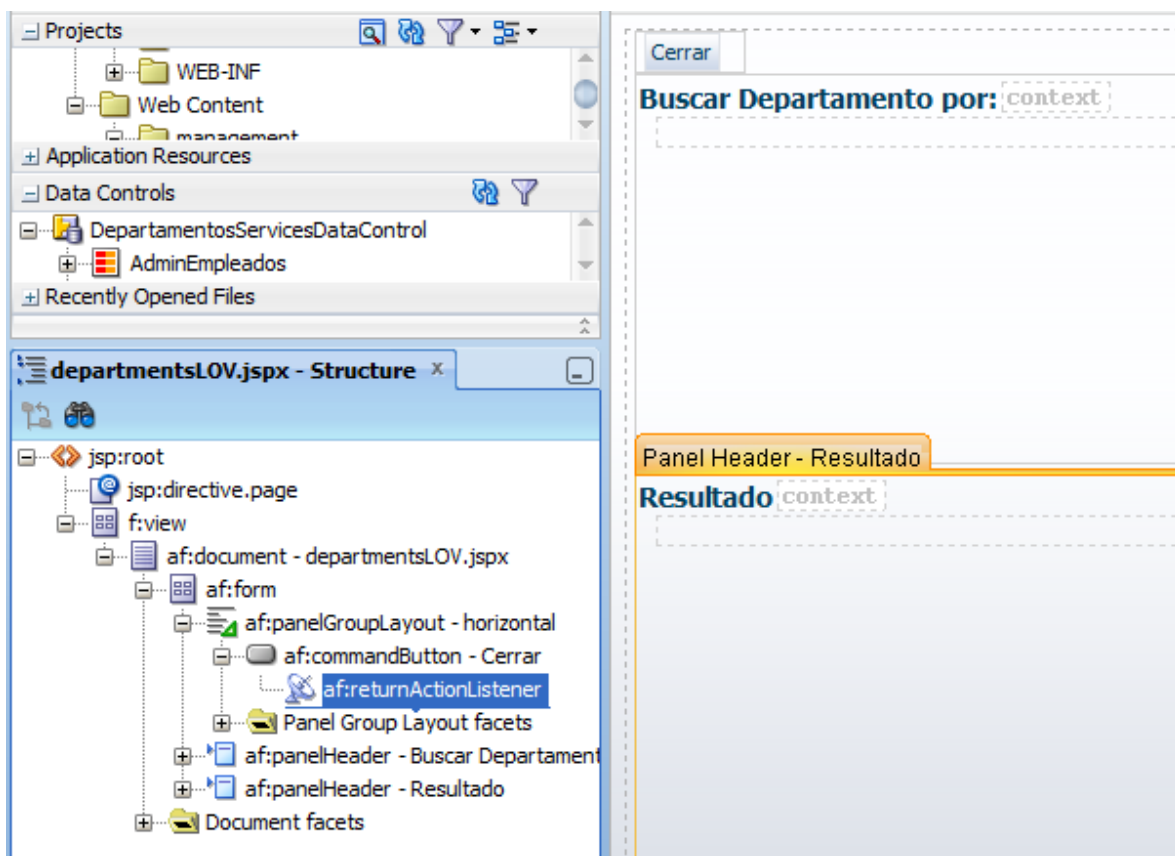 Projects
WEB-INF
Web Content
management
Application Resources
Data Controls
DepartamentosServicesDataControl
AdminEmpleados
Recently Opened Files
departmentsLOV.jspx - Structure x
jsp:root
jsp:directive.page
f:view
af:document - departmentsLOV.jspx
af:form
af:panelGroupLayout - horizontal
af:commandButton - Cerrar
af:returnActionListener
Panel Group Layout facets
af:panelHeader - Buscar Departament
af:panelHeader - Resultado
Document facets
Cerrar
Buscar Departamento por: context
Panel Header - Resultado
Resultado context